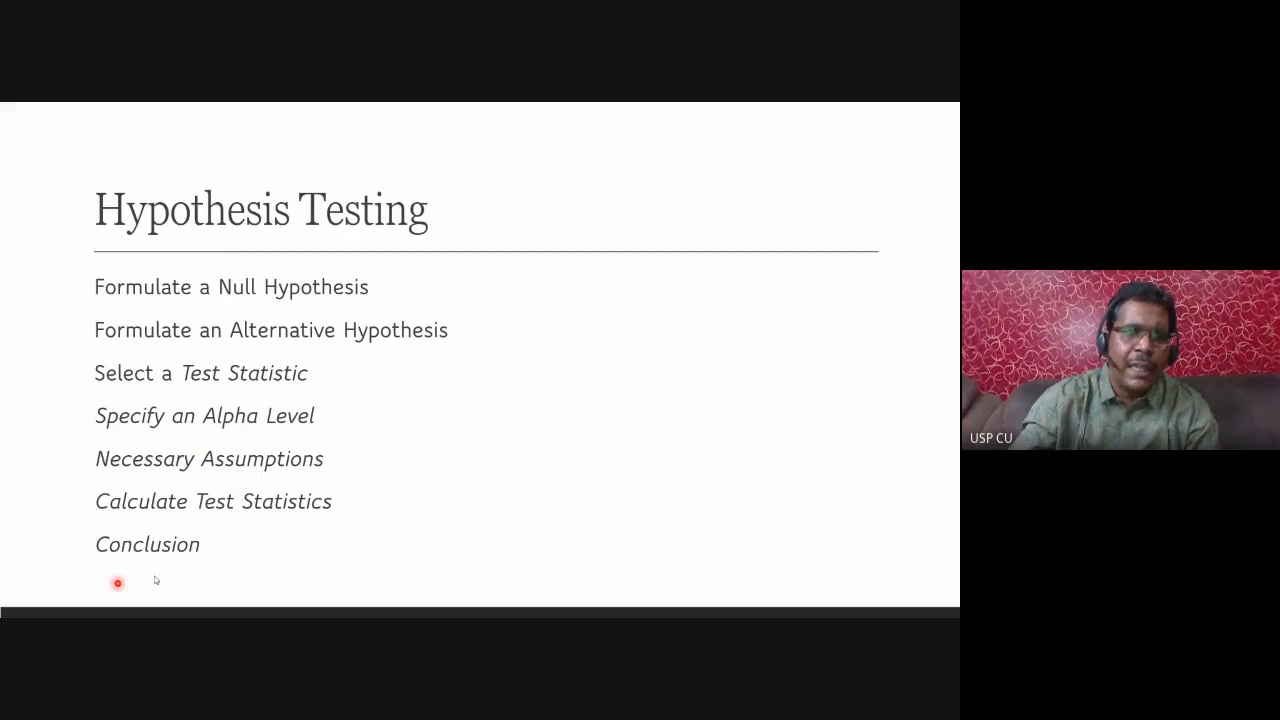 Hypothesis Testing
Formulate a Null Hypothesis
Formulate an Alternative Hypothesis
Select a Test Statistic
Specify an Alpha Level
Necessary Assumptions
Calculate Test Statistics
Conclusion
USP CU